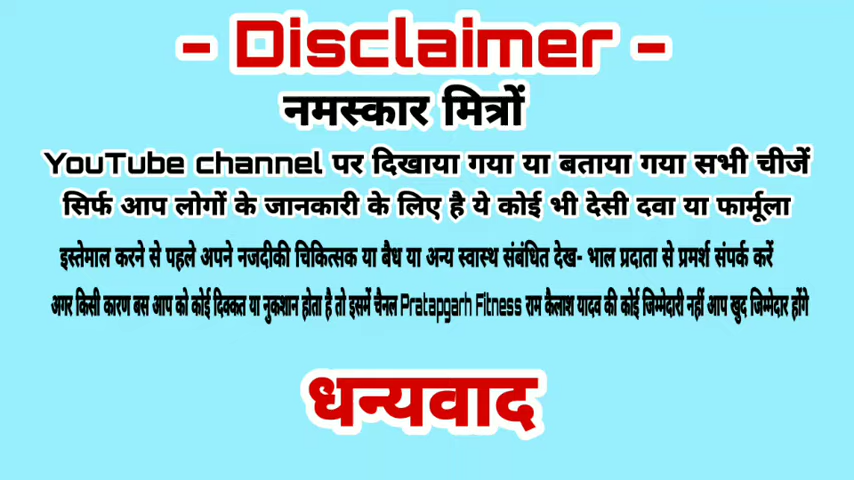 - Disclaimer -
नमस्कार मित्रों
YouTube channel पर दिखाया गया या बताया गया सभी चीजें
सिर्फ आप लोगों के जानकारी के लिए है ये कोई भी देसी दवा या फार्मूला
इस्तेमाल करने से पहले अपने नजदीकी चिकित्सक या बैध या अन्य स्वास्थ संबंधित देख- भाल प्रदाता से प्रमर्श संपर्क करें
अगर किसी कारण बस आप को कोई दिक्कत या नुकशान होता है तो इसमें चैनल Pratapgarh Fitness राम कैलाश यादव की कोई जिम्मेदारी नहीं आप खुद जिम्मेदार होंगे
धन्यवाद